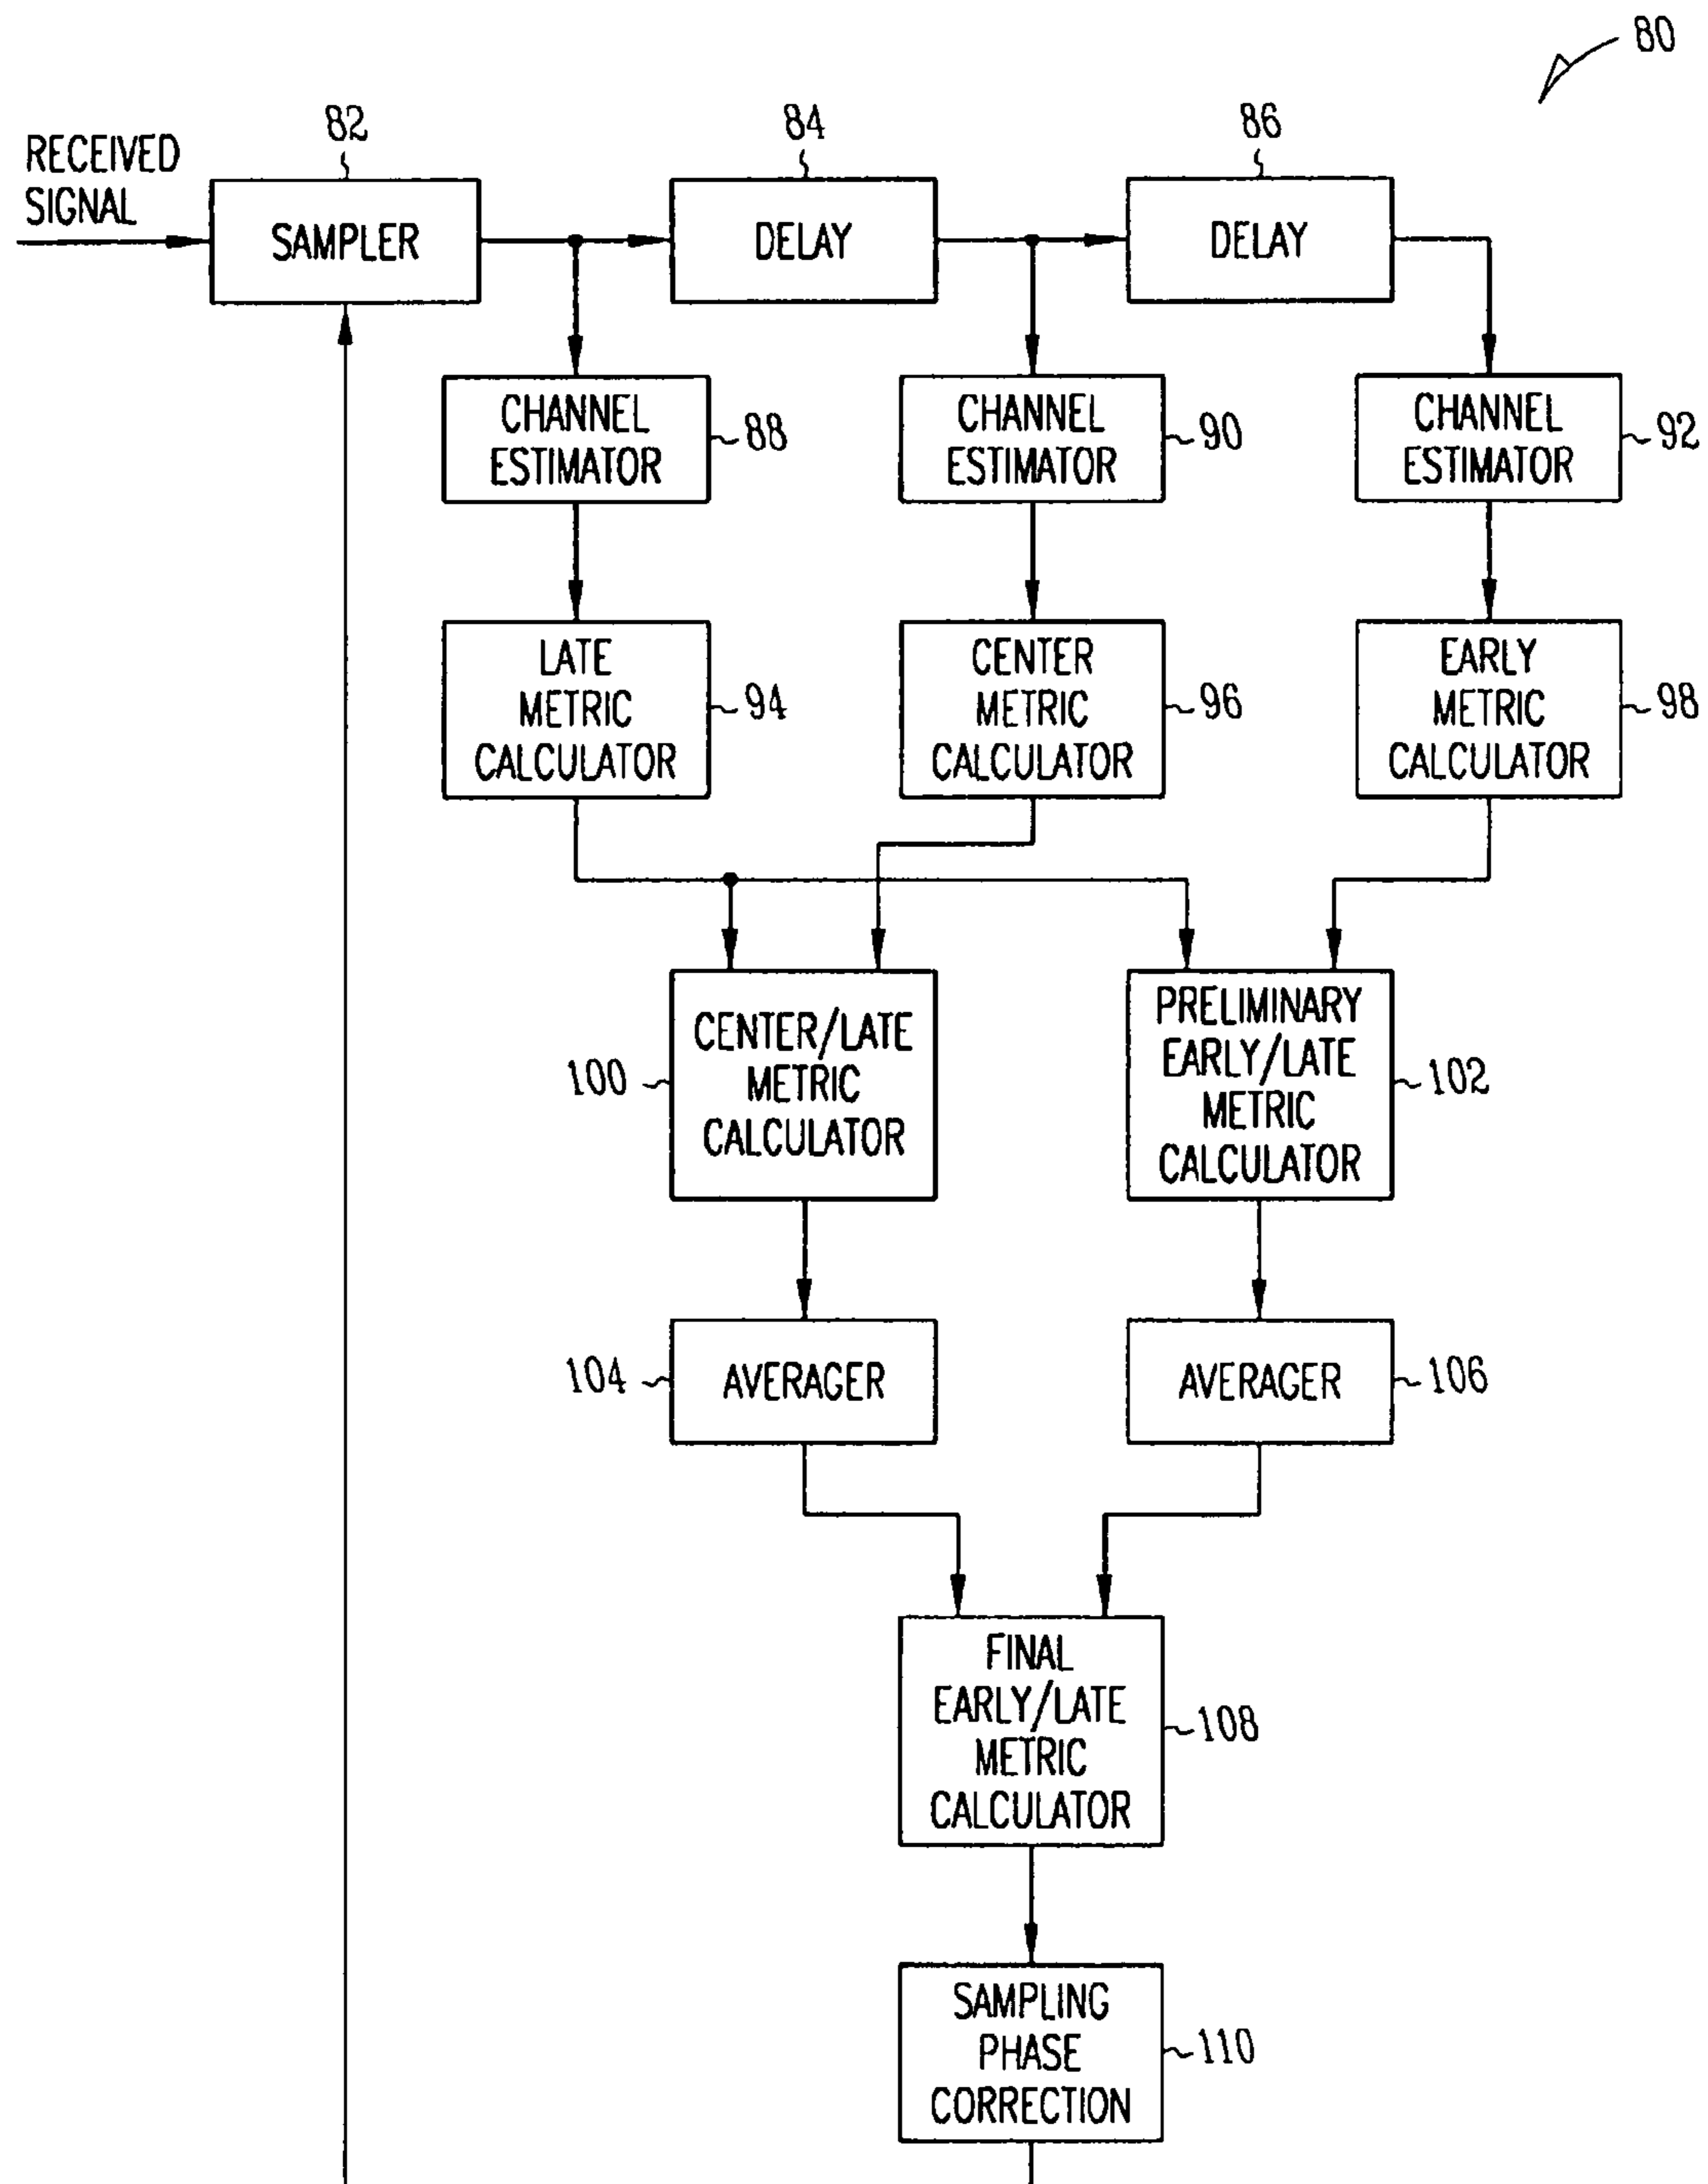 80
82
84
86
RECEIVED
SIGNAL
SAMPLER
DELAY
DELAY
CHANNEL
ESTIMATOR
88
CHANNEL
ESTIMATOR
90
CHANNEL
ESTIMATOR
92
LATE
METRIC
CALCULATOR
94
CENTER
METRIC
CALCULATOR
96
EARLY
METRIC
CALCULATOR
98
100
CENTER/LATE
METRIC
CALCULATOR
PRELIMINARY
EARLY/LATE
METRIC
CALCULATOR
102
104
AVERAGER
AVERAGER
106
FINAL
EARLY/LATE
METRIC
CALCULATOR
108
SAMPLING
PHASE
CORRECTION
110